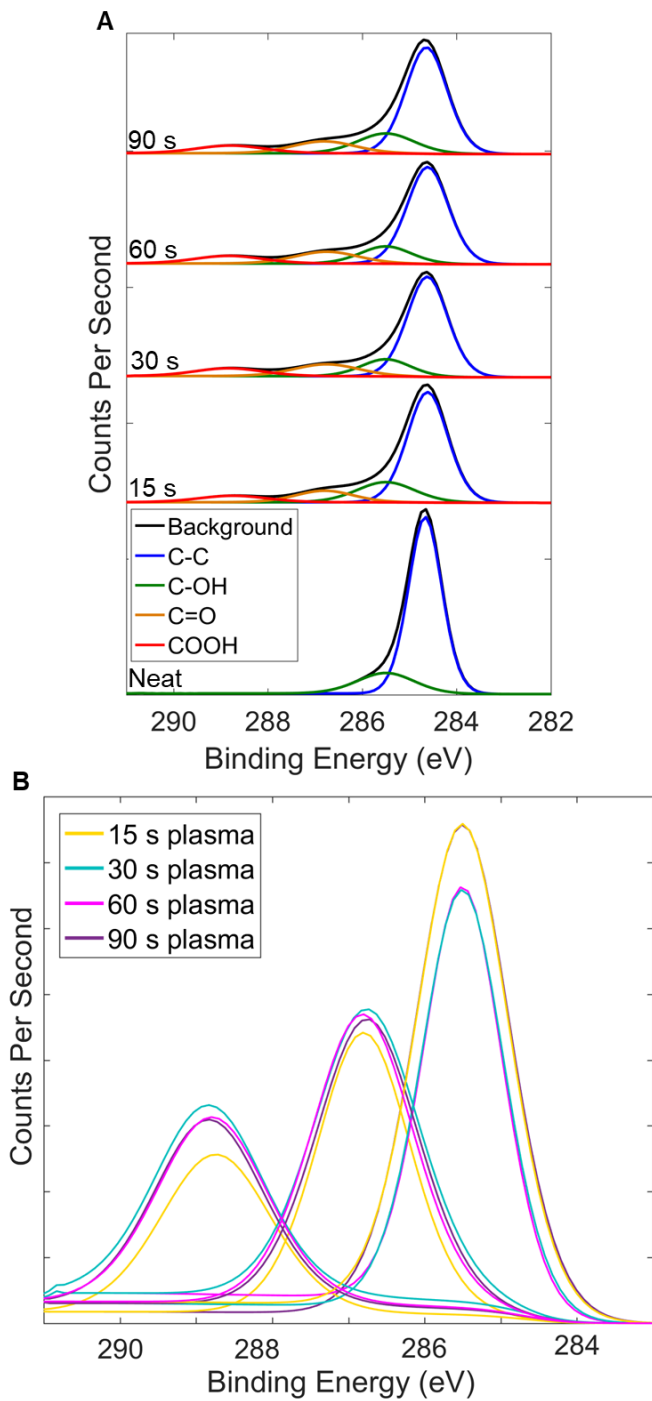 A
90 s
60 s
30 s
15 s
Counts Per Second
Background
C-C
C-OH
C=O
COOH
Neat
290 288 286 284 282
Binding Energy (eV)
B
15 s plasma
30 s plasma
60 s plasma
90 s plasma
Counts Per Second
290 288 286 284
Binding Energy (eV)